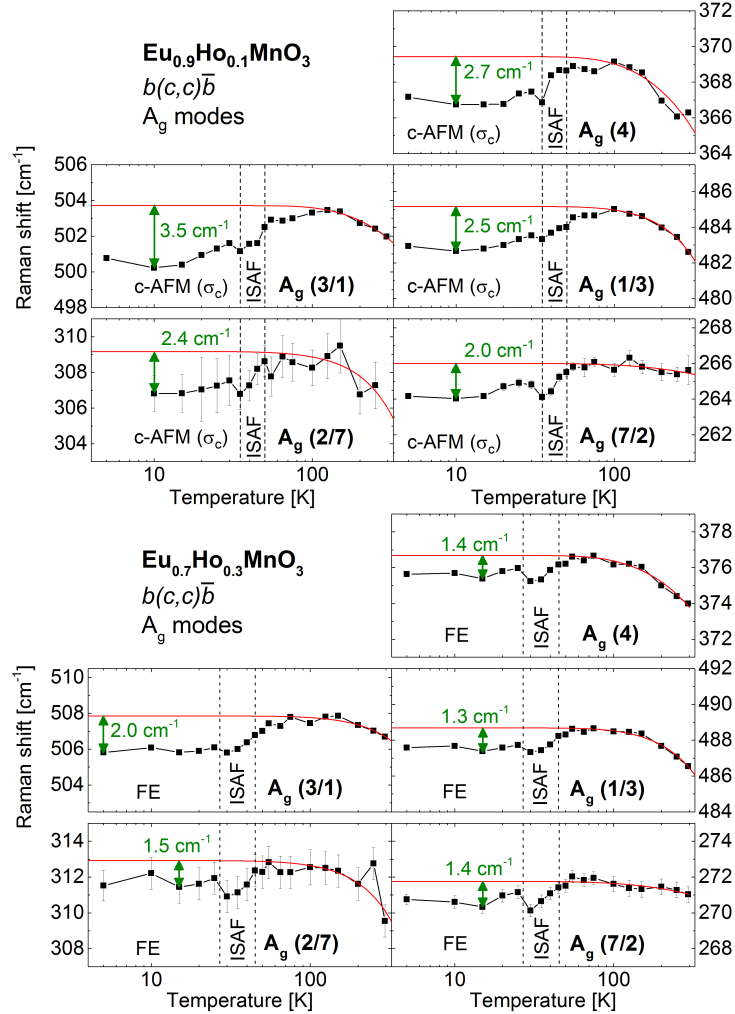 Eu0.9Ho0.1MnO3
b(c,c)b̅
Ag modes
372
370
368
366
364
2.7 cm-1
c-AFM (σc)
ISAF
Ag (4)
Raman shift [cm-1]
506
504
502
500
498
3.5 cm-1
c-AFM (σc)
ISAF
Ag (3/1)
486
484
482
480
2.5 cm-1
c-AFM (σc)
ISAF
Ag (1/3)
310
308
306
304
2.4 cm-1
c-AFM (σc)
ISAF
Ag (2/7)
268
266
264
262
2.0 cm-1
c-AFM (σc)
ISAF
Ag (7/2)
10 100
Temperature [K]
10 100
Temperature [K]
Eu0.7Ho0.3MnO3
b(c,c)b̅
Ag modes
378
376
374
372
1.4 cm-1
FE
ISAF
Ag (4)
Raman shift [cm-1]
510
508
506
504
502
2.0 cm-1
FE
ISAF
Ag (3/1)
492
490
488
486
484
1.3 cm-1
FE
ISAF
Ag (1/3)
314
312
310
308
1.5 cm-1
FE
ISAF
Ag (2/7)
274
272
270
268
1.4 cm-1
FE
ISAF
Ag (7/2)
10 100
Temperature [K]
10 100
Temperature [K]